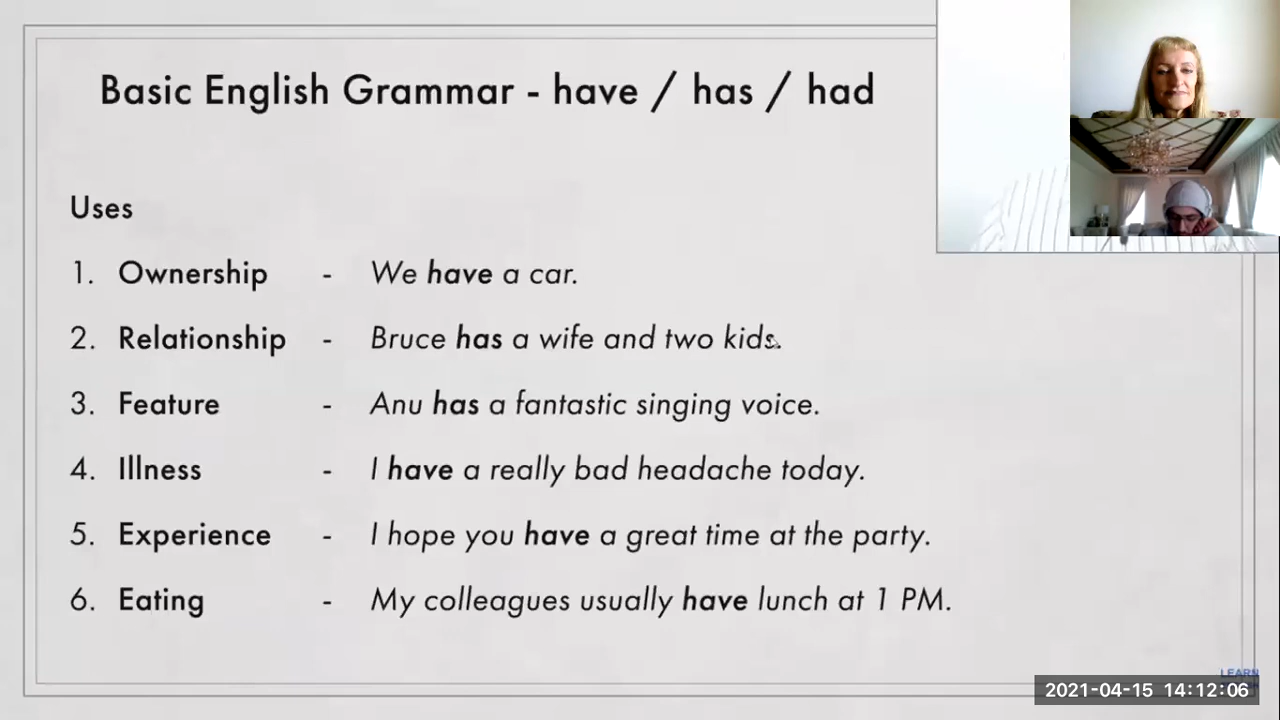 Basic English Grammar - have / has / had
Uses
1. Ownership - We have a car.
2. Relationship - Bruce has a wife and two kids.
3. Feature - Anu has a fantastic singing voice.
4. Illness - I have a really bad headache today.
5. Experience - I hope you have a great time at the party.
6. Eating - My colleagues usually have lunch at 1 PM.
LEARN
2021-04-15 14:12:06